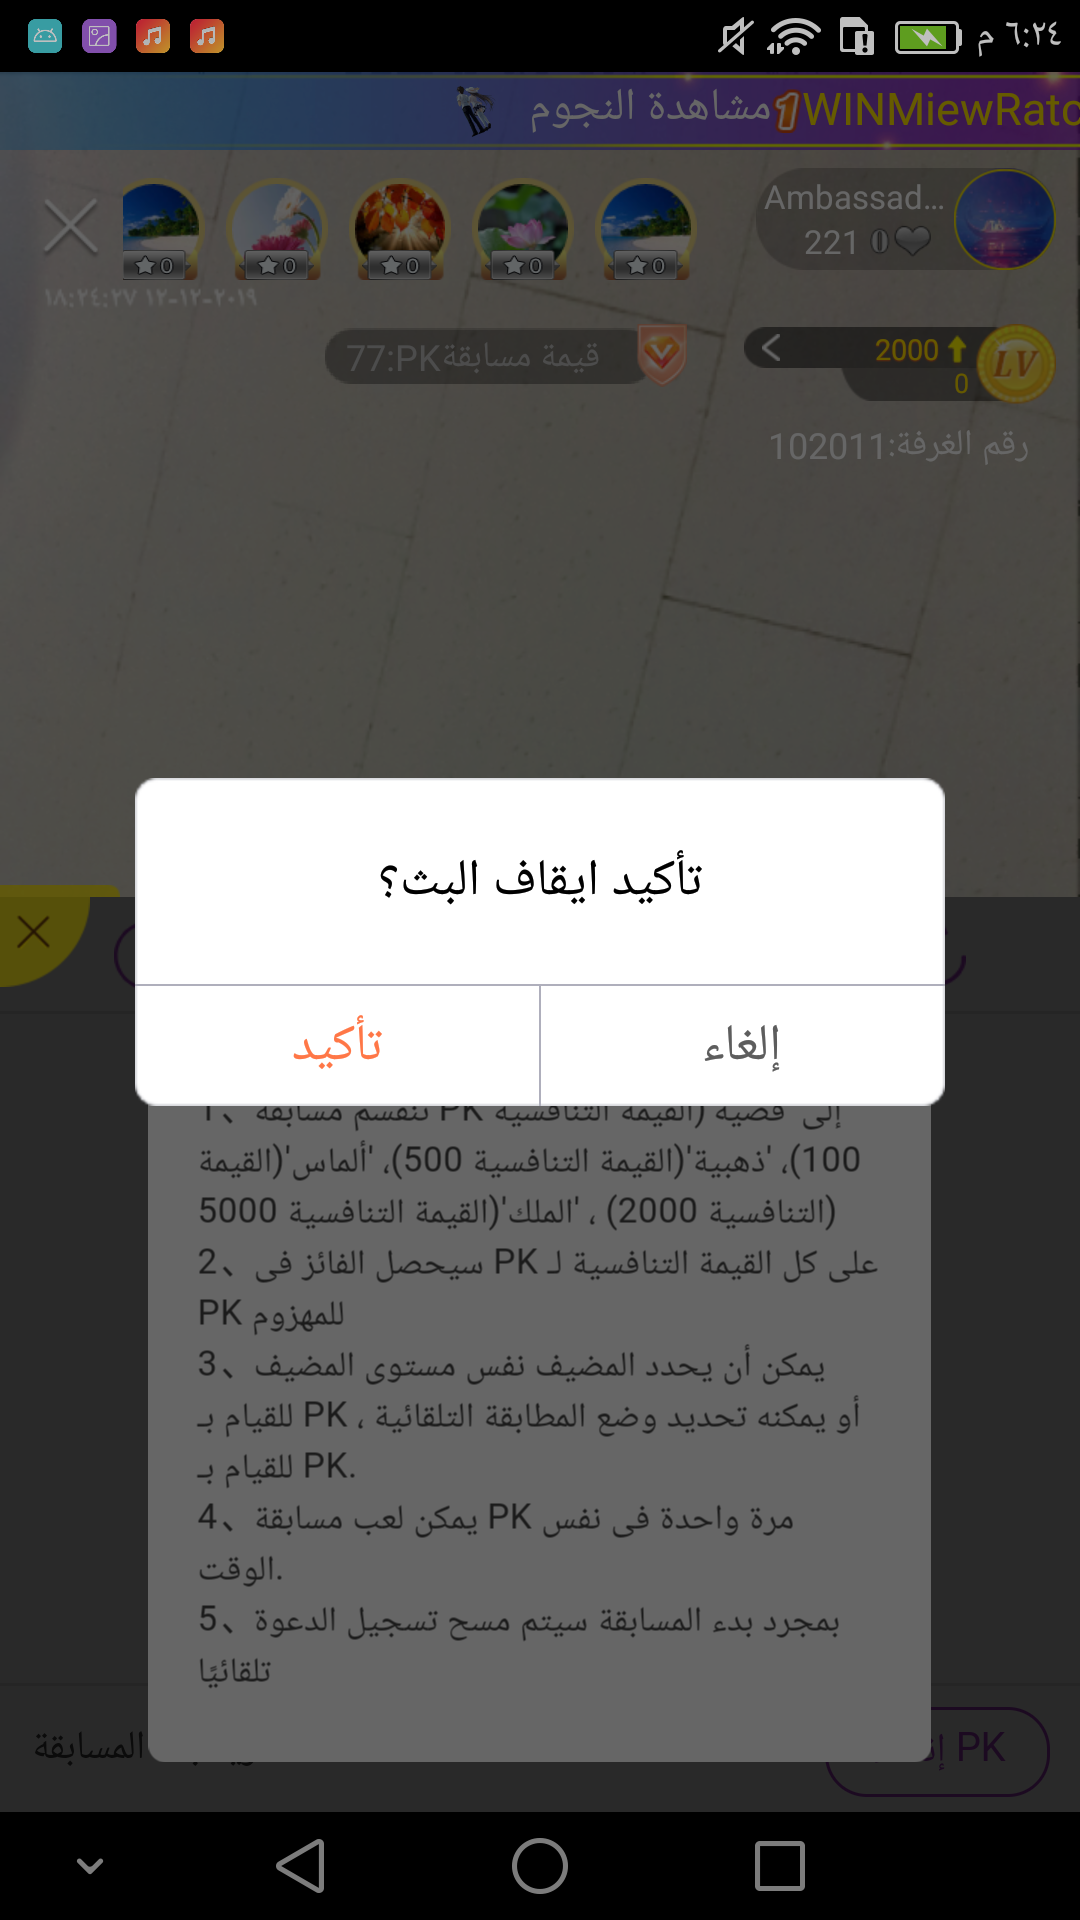 ٦:٢٤ م
مشاهدة النجوم 1WINMiewRato
Ambassad...
221 0
0
0
0
0
0
١٨:٢٤:٢٧ ١٢-١٢-٢٠١٩
2000
0
LV
قيمة مسابقة PK:77
رقم الغرفة:102011
تأكيد ايقاف البث؟
إلغاء
تأكيد
1、 تنقسم مسابقة PK إلى 'فضية (القيمة التنافسية
100)، 'ذهبية'(القيمة التنافسية 500)، 'ألماس'(القيمة
التنافسية 2000) ، 'الملك'(القيمة التنافسية 5000)
2、 سيحصل الفائز فى PK على كل القيمة التنافسية لـ
PK للمهزوم
3、 يمكن أن يحدد المضيف نفس مستوى المضيف
للقيام بـ PK ، أو يمكنه تحديد وضع المطابقة التلقائية
للقيام بـ PK.
4、 يمكن لعب مسابقة PK مرة واحدة فى نفس
الوقت.
5、 بمجرد بدء المسابقة سيتم مسح تسجيل الدعوة
تلقائيًا
المسابقة
PK